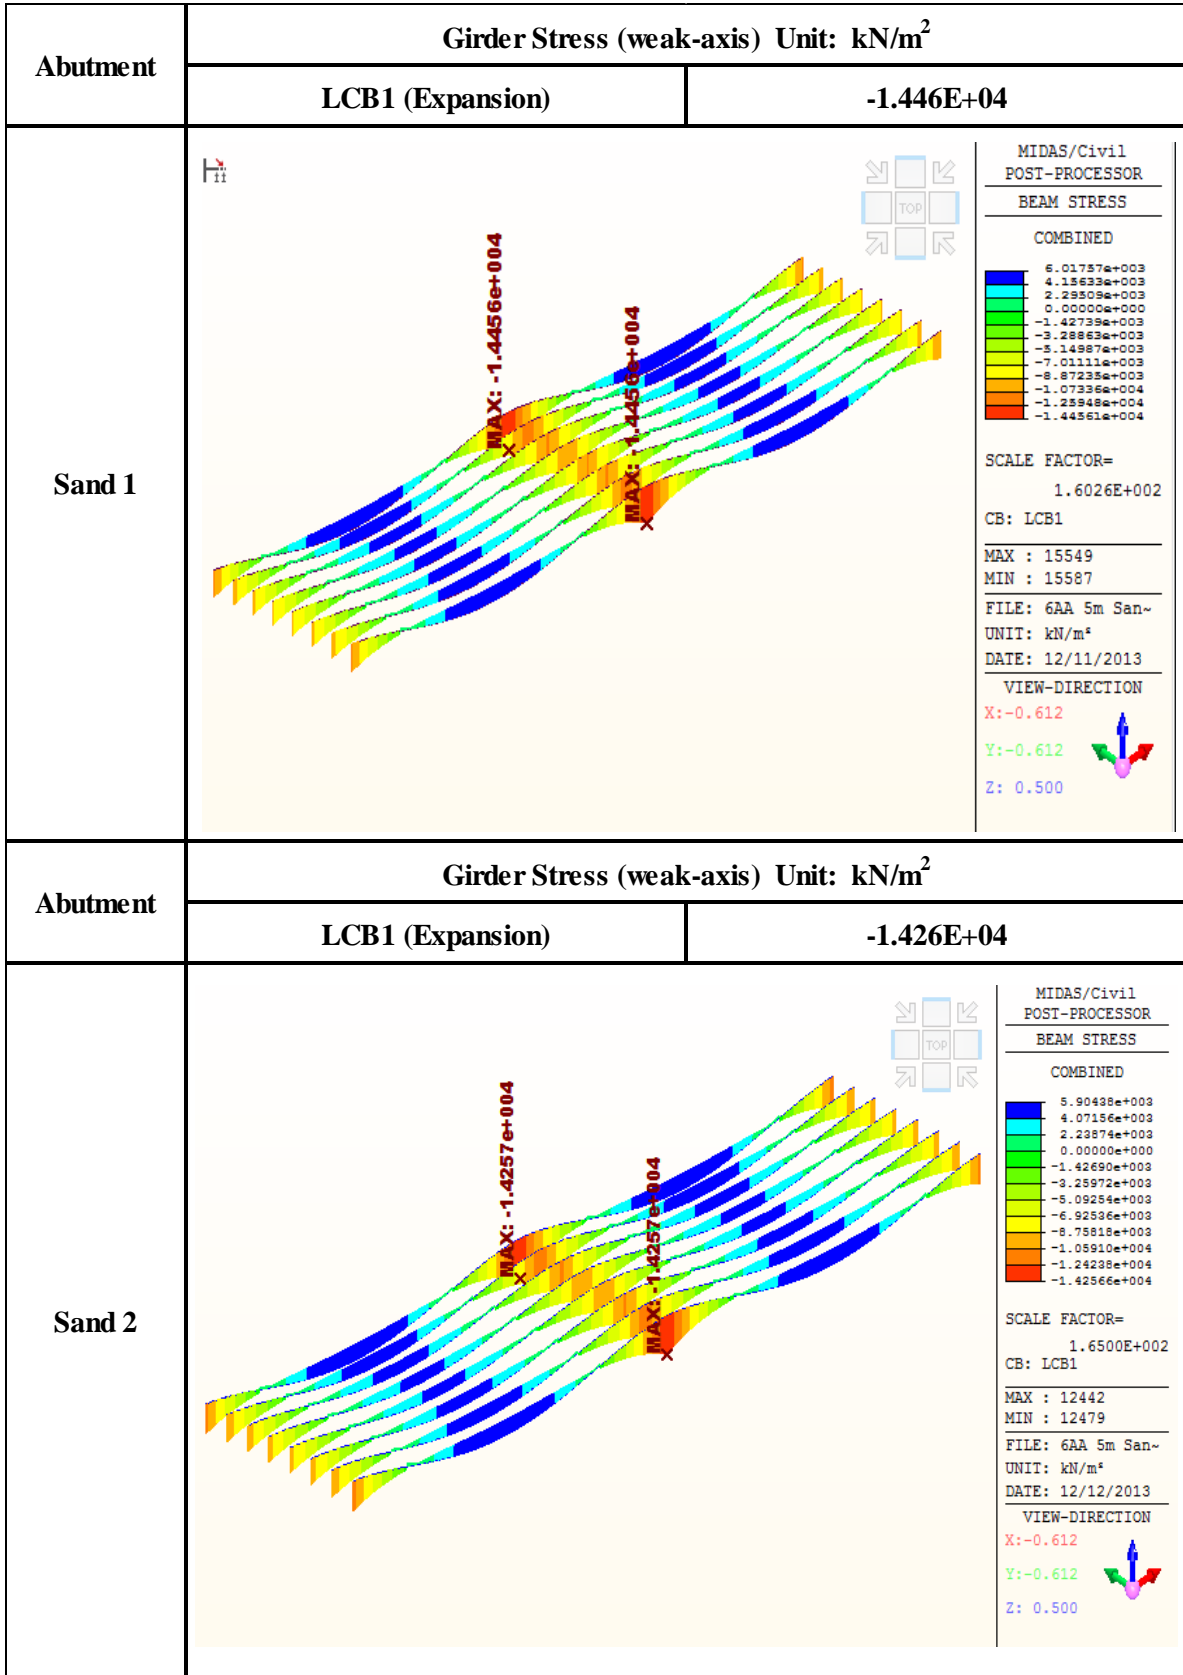 Abutment
Girder Stress (weak-axis) Unit: kN/m²
LCB1 (Expansion)
-1.446E+04
Sand 1
MAX: -1.4456e+004
MAX: -1.4456e+004
TOP
MIDAS/Civil
POST-PROCESSOR
BEAM STRESS
COMBINED
6.01757e+003
4.15633e+003
2.29509e+003
0.00000e+000
-1.42739e+003
-3.28863e+003
-5.14987e+003
-7.01111e+003
-8.87235e+003
-1.07336e+004
-1.25948e+004
-1.44561e+004
SCALE FACTOR=
1.6026E+002
CB: LCB1
MAX : 15549
MIN : 15587
FILE: 6AA 5m San~
UNIT: kN/m²
DATE: 12/11/2013
VIEW-DIRECTION
X:-0.612
Y:-0.612
Z: 0.500
Abutment
Girder Stress (weak-axis) Unit: kN/m²
LCB1 (Expansion)
-1.426E+04
Sand 2
MAX: -1.4257e+004
MAX: -1.4257e+004
TOP
MIDAS/Civil
POST-PROCESSOR
BEAM STRESS
COMBINED
5.90438e+003
4.07156e+003
2.23874e+003
0.00000e+000
-1.42690e+003
-3.25972e+003
-5.09254e+003
-6.92536e+003
-8.75818e+003
-1.05910e+004
-1.24238e+004
-1.42566e+004
SCALE FACTOR=
1.6500E+002
CB: LCB1
MAX : 12442
MIN : 12479
FILE: 6AA 5m San~
UNIT: kN/m²
DATE: 12/12/2013
VIEW-DIRECTION
X:-0.612
Y:-0.612
Z: 0.500